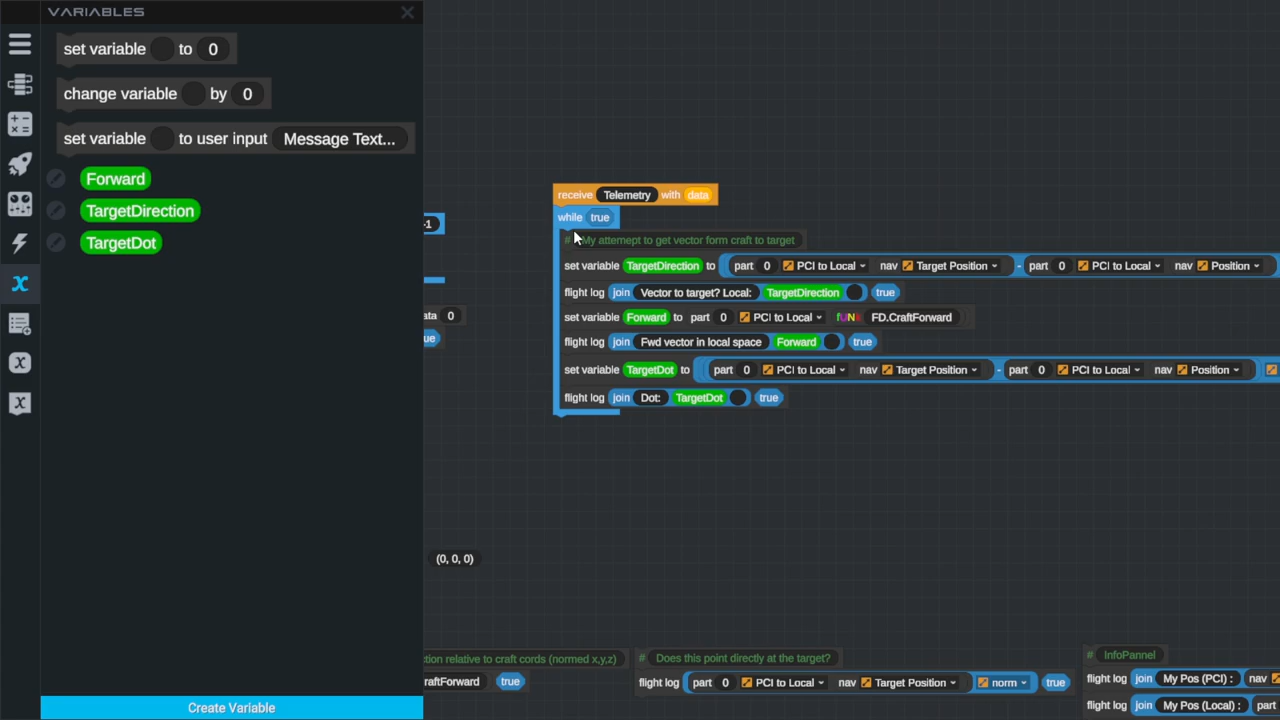 VARIABLES
set variable to 0
change variable by 0
set variable to user input Message Text...
Forward
TargetDirection
TargetDot
Create Variable
-1
ata 0
ue
(0, 0, 0)
receive Telemetry with data
while true
# My attemept to get vector form craft to target
set variable TargetDirection to part 0 PCI to Local nav Target Position - part 0 PCI to Local nav Position
flight log join Vector to target? Local: TargetDirection true
set variable Forward to part 0 PCI to Local fUNk FD.CraftForward
flight log join Fwd vector in local space Forward true
set variable TargetDot to part 0 PCI to Local nav Target Position - part 0 PCI to Local nav Position
flight log join Dot: TargetDot true
ction relative to craft cords (normed x,y,z)
raftForward true
# Does this point directly at the target?
flight log part 0 PCI to Local nav Target Position norm true
# InfoPannel
flight log join My Pos (PCI) : nav
flight log join My Pos (Local) : part